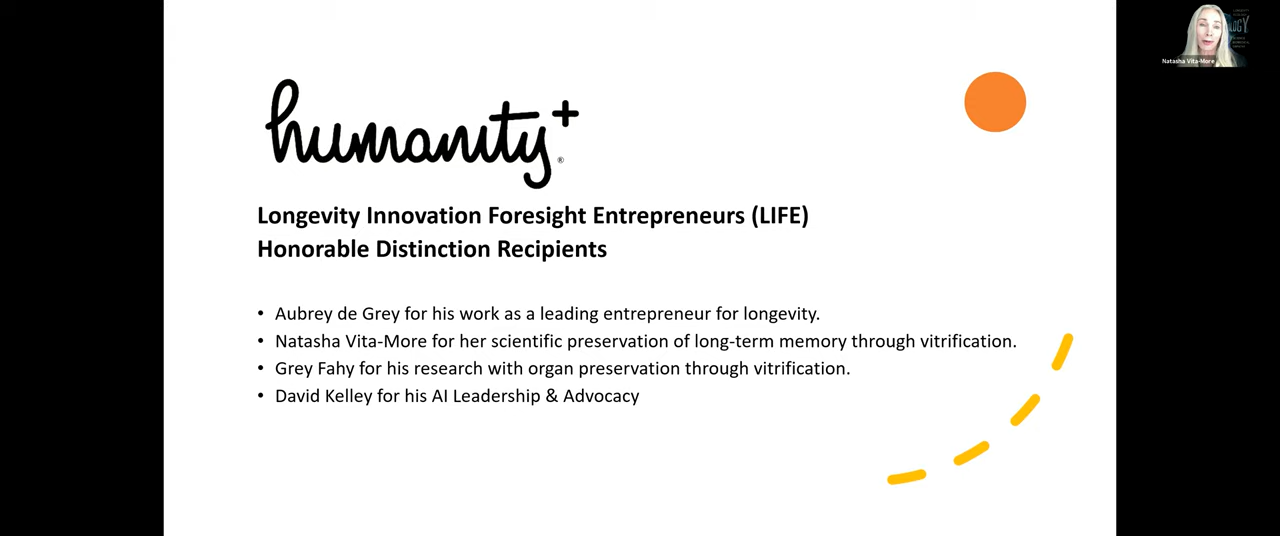 humanity+
®
Longevity Innovation Foresight Entrepreneurs (LIFE)
Honorable Distinction Recipients
• Aubrey de Grey for his work as a leading entrepreneur for longevity.
• Natasha Vita-More for her scientific preservation of long-term memory through vitrification.
• Grey Fahy for his research with organ preservation through vitrification.
• David Kelley for his AI Leadership & Advocacy
Natasha Vita-More